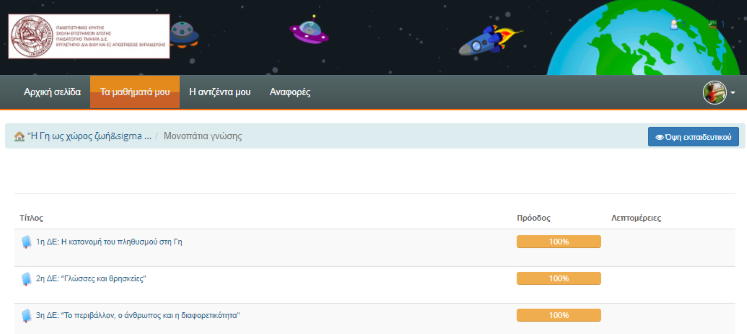 ΠΑΝΕΠΙΣΤΗΜΙΟ ΚΡΗΤΗΣ
ΣΧΟΛΗ ΕΠΙΣΤΗΜΩΝ ΑΓΩΓΗΣ
ΠΑΙΔΑΓΩΓΙΚΟ ΤΜΗΜΑ Δ.Ε.
ΕΡΓΑΣΤΗΡΙΟ ΔΙΑ ΒΙΟΥ ΚΑΙ ΕΞ ΑΠΟΣΤΑΣΕΩΣ ΕΚΠΑΙΔΕΥΣΗΣ
Αρχική σελίδα Τα μαθήματά μου Η αντζέντα μου Αναφορές
"Η Γη ως χώρος ζωή&sigma ... / Μονοπάτια γνώσης Όψη εκπαιδευτικού
Τίτλος Πρόοδος Λεπτομέρειες
1η ΔΕ: Η κατονομή του πληθυσμού στη Γη 100%
2η ΔΕ: "Γλώσσες και θρησκείες" 100%
3η ΔΕ: "Το περιβάλλον, ο άνθρωπος και η διαφορετικότητα" 100%